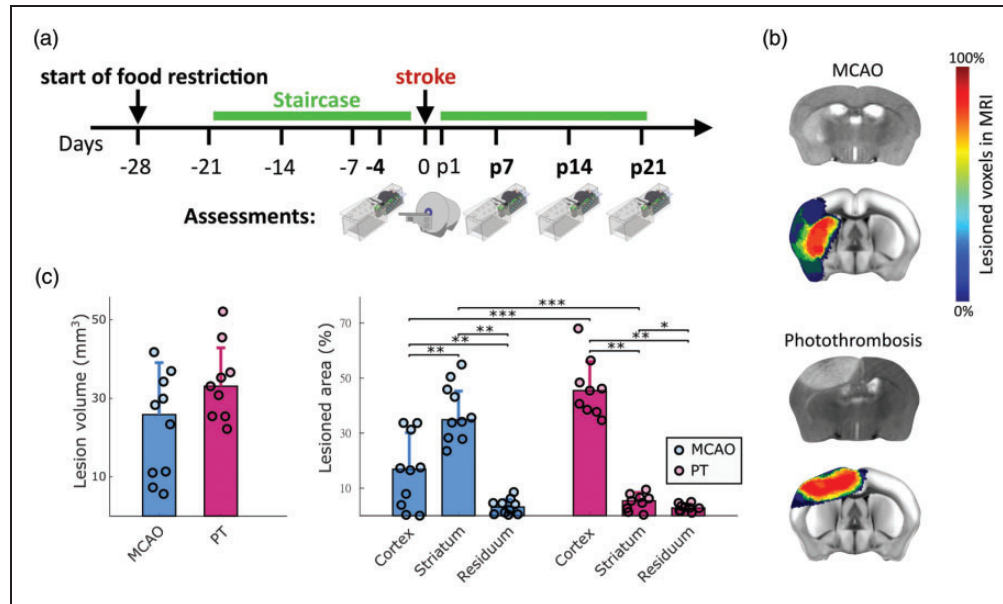 (a)
start of food restriction
stroke
Staircase
Days
-28 -21 -14 -7 -4 0 p1 p7 p14 p21
Assessments:
(b)
MCAO
100%
Lesioned voxels in MRI
0%
Photothrombosis
(c)
Lesion volume (mm³)
50
30
10
MCAO PT
Lesioned area (%)
70
50
30
10
*** 
***
** *
** **
** **
MCAO
PT
Cortex Striatum Residuum Cortex Striatum Residuum